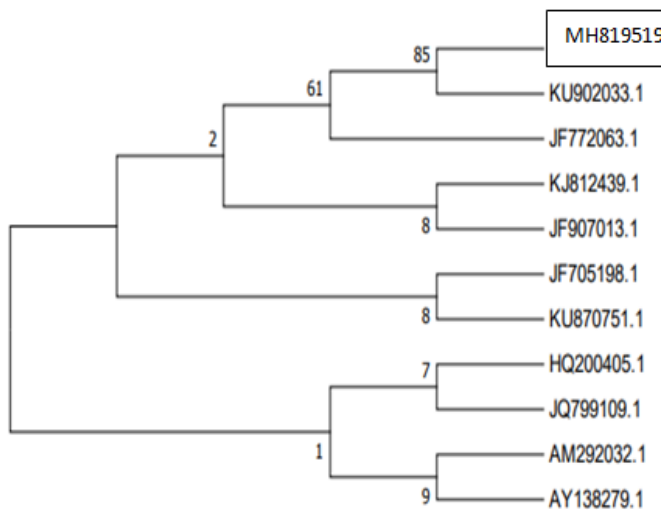 MH819519
85
KU902033.1
61
JF772063.1
2
KJ812439.1
JF907013.1
8
JF705198.1
KU870751.1
8
HQ200405.1
7
JQ799109.1
1
AM292032.1
AY138279.1
9